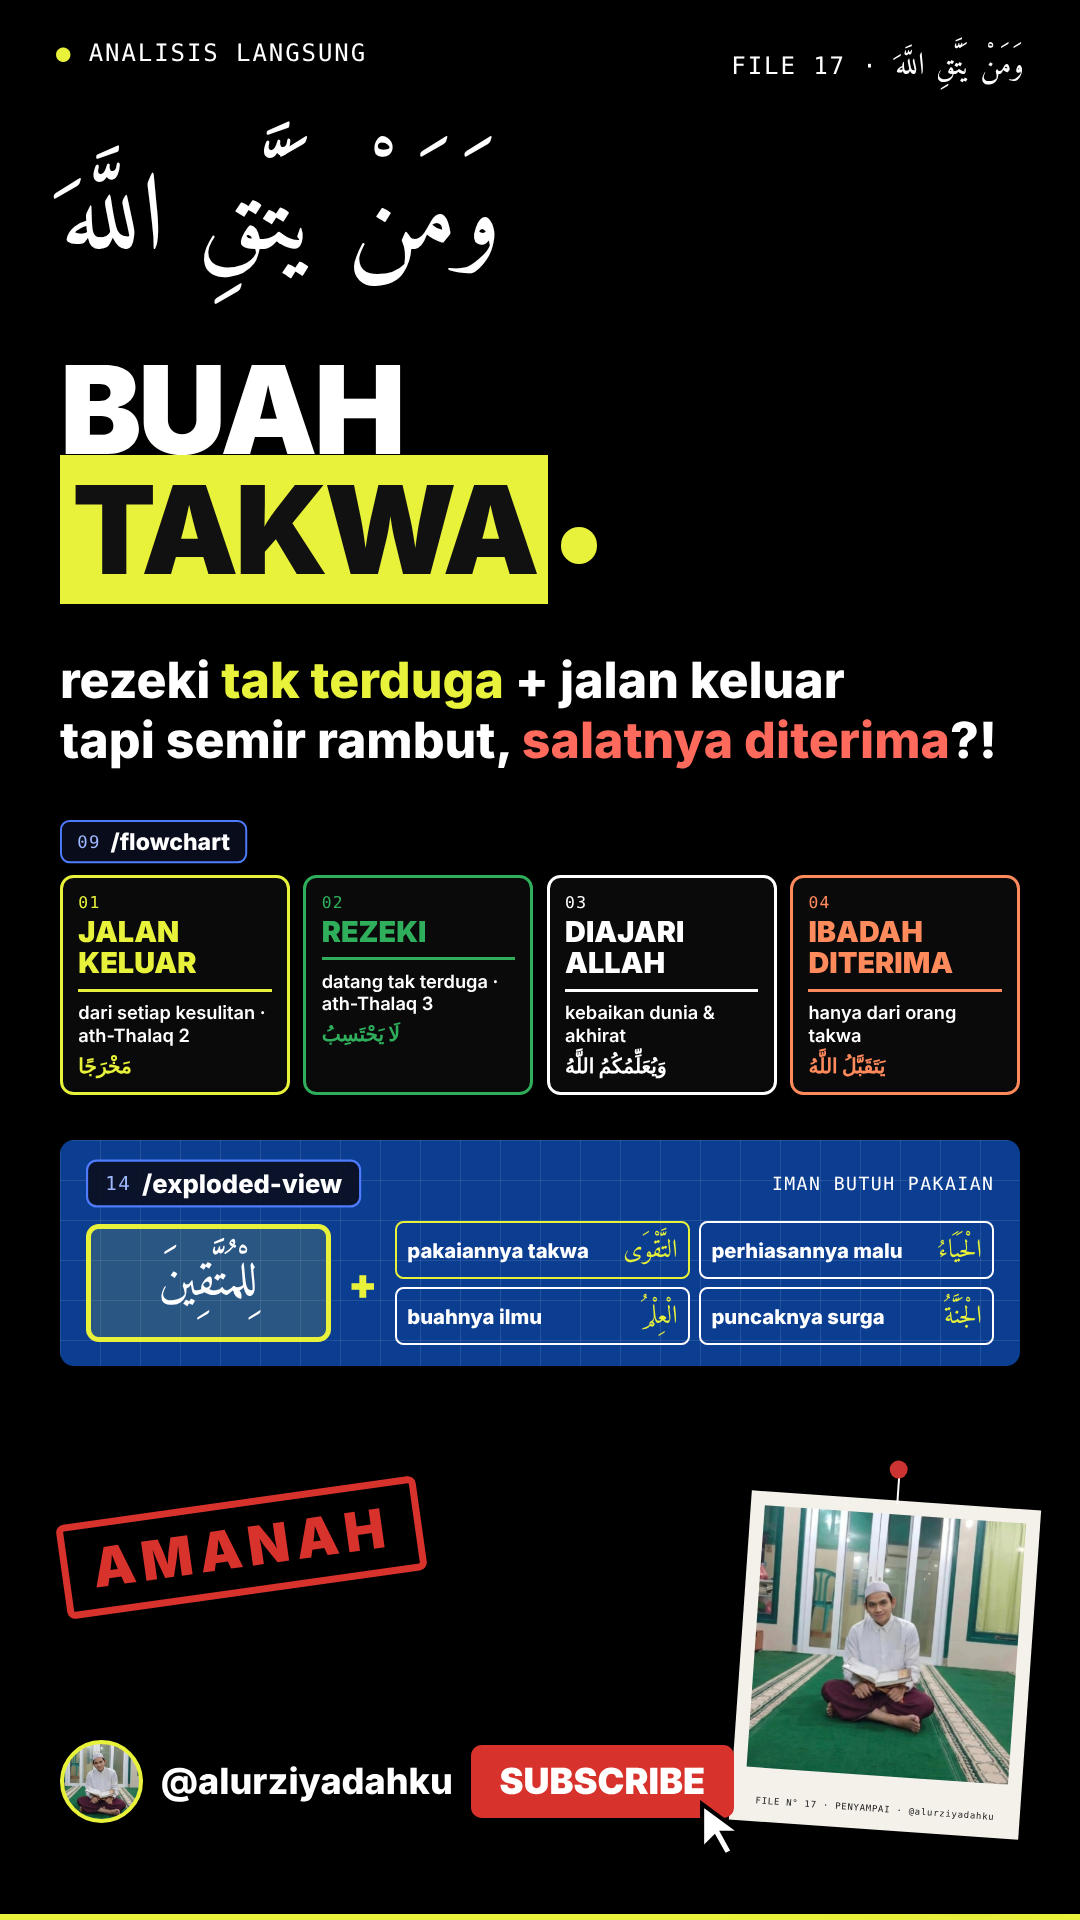 ANALISIS LANGSUNG
FILE 17 · وَمَنْ يَتَّقِ اللَّهَ
وَمَنْ يَتَّقِ اللَّهَ
BUAH
TAKWA.
rezeki tak terduga + jalan keluar
tapi semir rambut, salatnya diterima?!
09 /flowchart
01
JALAN
KELUAR
dari setiap kesulitan ·
ath-Thalaq 2
مَخْرَجًا
02
REZEKI
datang tak terduga ·
ath-Thalaq 3
لَا يَحْتَسِبُ
03
DIAJARI
ALLAH
kebaikan dunia &
akhirat
وَيُعَلِّمُكُمُ اللَّهُ
04
IBADAH
DITERIMA
hanya dari orang
takwa
يَتَقَبَّلُ اللَّهُ
14 /exploded-view
IMAN BUTUH PAKAIAN
لِلْمُتَّقِينَ
+
pakaiannya takwa التَّقْوَى
perhiasannya malu الْحَيَاءُ
buahnya ilmu الْعِلْمُ
puncaknya surga الْجَنَّةُ
AMANAH
@alurziyadahku
SUBSCRIBE
FILE N° 17 · PENYAMPAI · @alurziyadahku